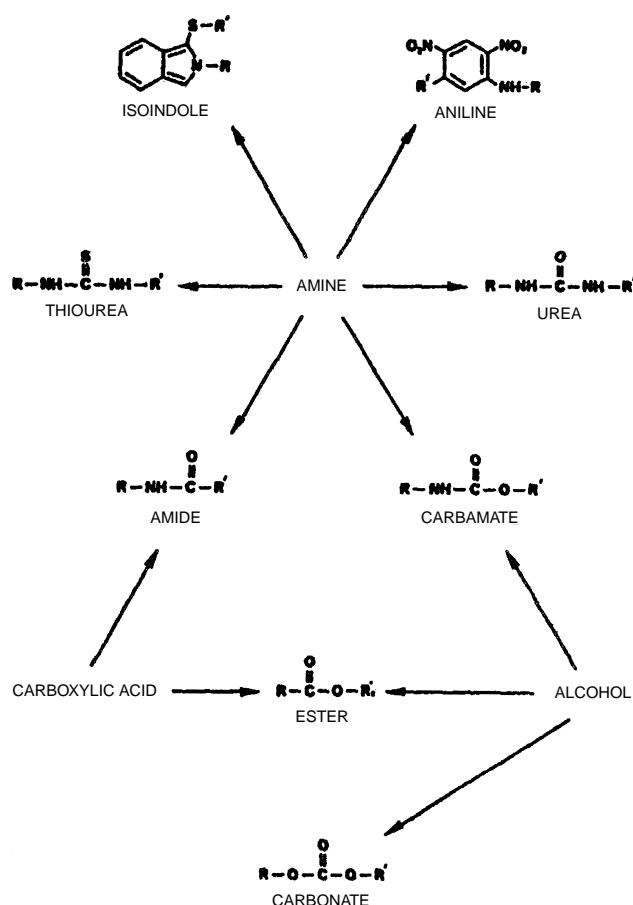 S-R'
N-R
ISOINDOLE
O2N
NO2
R'
NH-R
ANILINE
S
R-NH-C-NH-R'
THIOUREA
AMINE
O
R-NH-C-NH-R'
UREA
O
R-NH-C-R'
AMIDE
O
R-NH-C-O-R'
CARBAMATE
CARBOXYLIC ACID
O
R-C-O-R'
ESTER
ALCOHOL
O
R-O-C-O-R'
CARBONATE